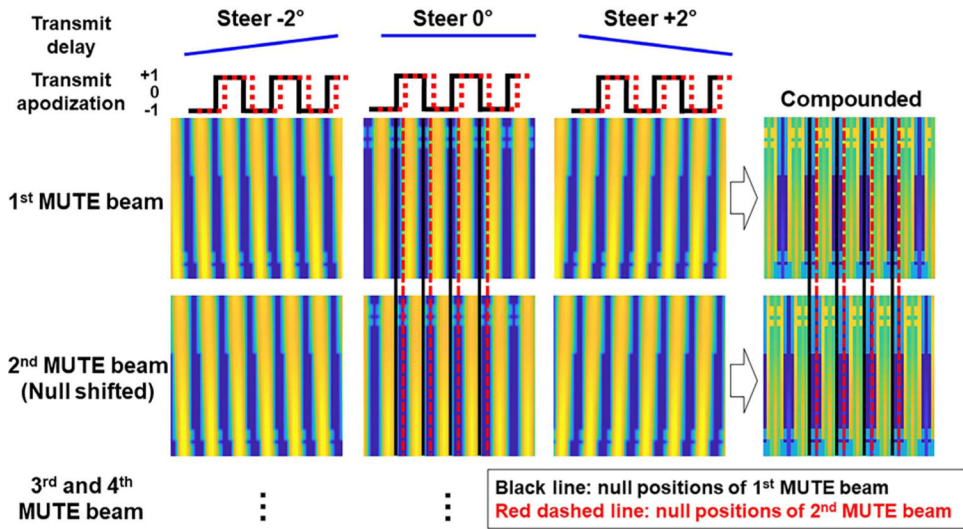 Transmit
delay
Steer -2°
Steer 0°
Steer +2°
Transmit
apodization
+1
0
-1
Compounded
1st MUTE beam
2nd MUTE beam
(Null shifted)
3rd and 4th
MUTE beam
Black line: null positions of 1st MUTE beam
Red dashed line: null positions of 2nd MUTE beam